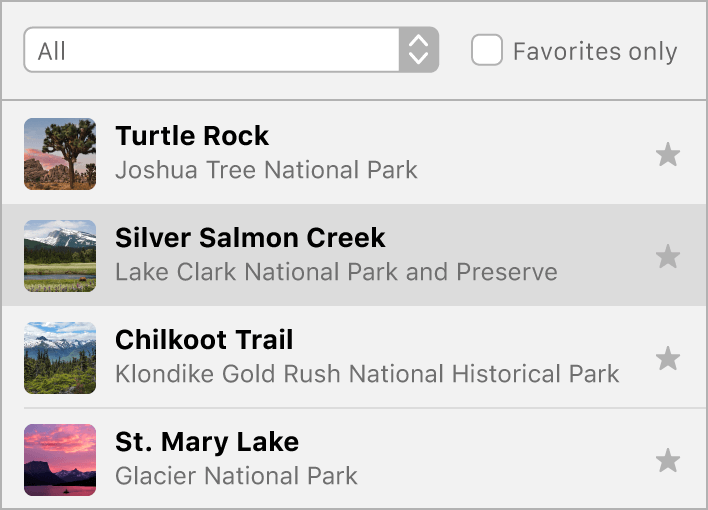 All
Favorites only
Turtle Rock
Joshua Tree National Park
Silver Salmon Creek
Lake Clark National Park and Preserve
Chilkoot Trail
Klondike Gold Rush National Historical Park
St. Mary Lake
Glacier National Park